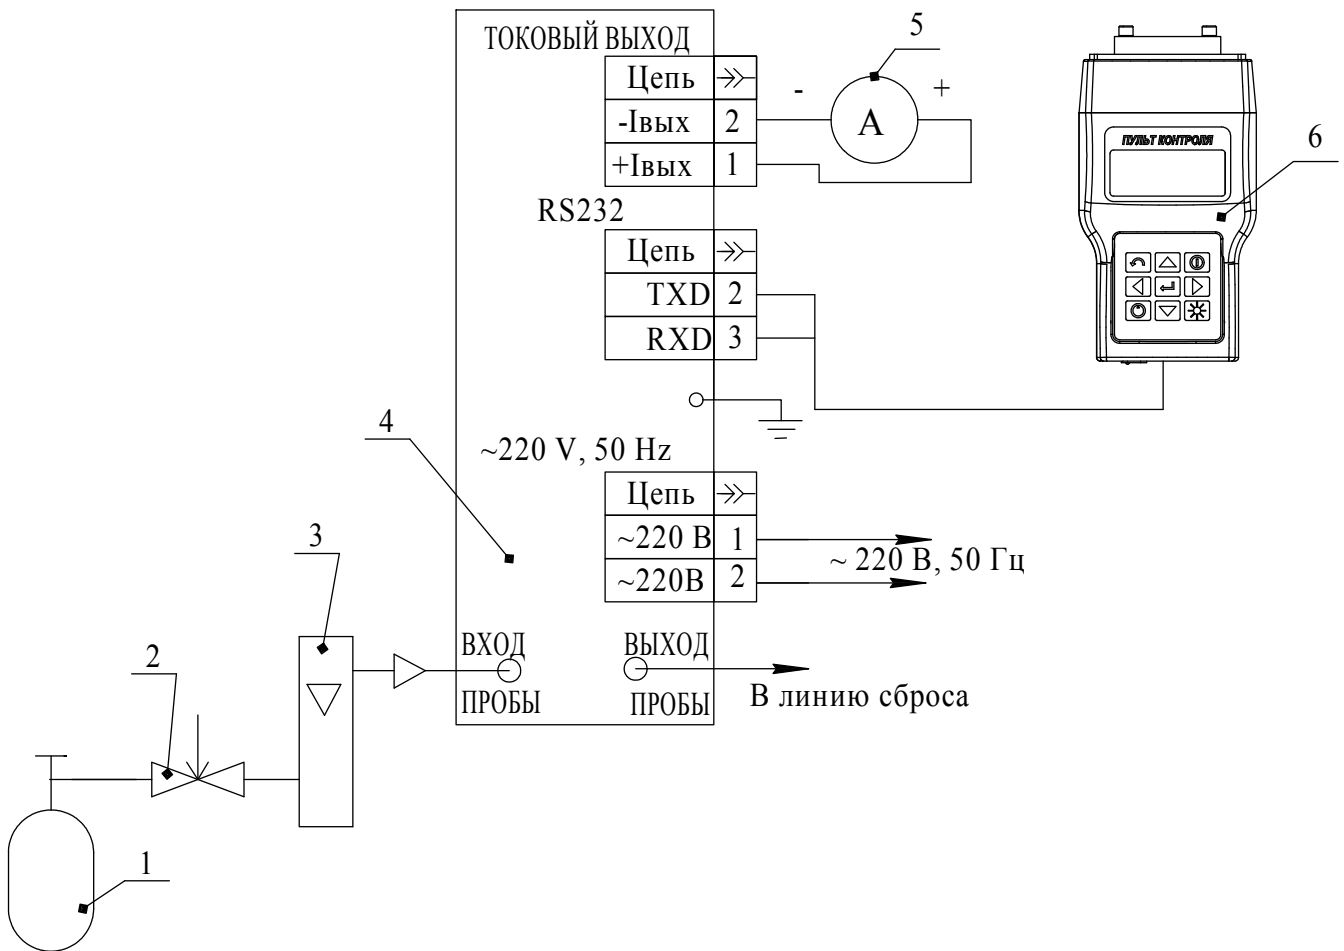 ТОКОВЫЙ ВЫХОД
Цепь
-Iвых 2
+Iвых 1
- +
A
5
ПУЛЬТ КОНТРОЛЯ
6
RS232
Цепь
TXD 2
RXD 3
4
~220 V, 50 Hz
Цепь
~220 В 1
~220В 2
~ 220 В, 50 Гц
3
ВХОД
ПРОБЫ
ВЫХОД
ПРОБЫ
В линию сброса
2
1